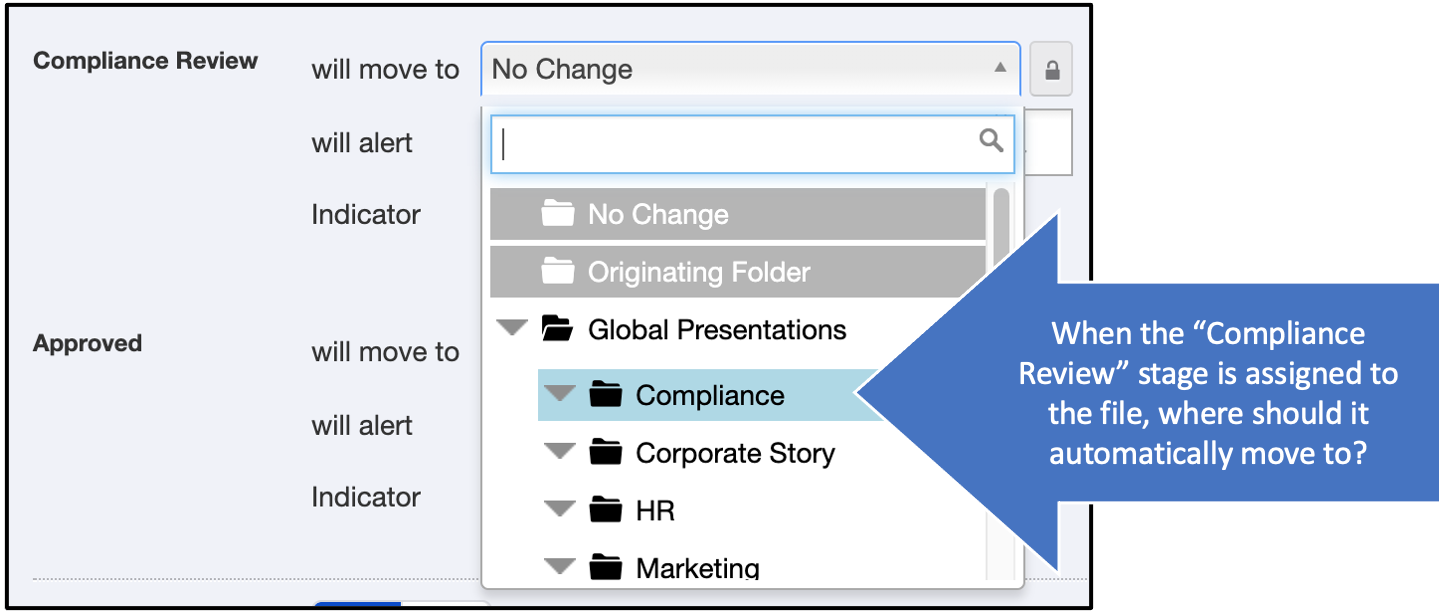 Compliance Review
will move to
No Change
will alert
Indicator
No Change
Originating Folder
Global Presentations
Compliance
Corporate Story
HR
Marketing
Approved
will move to
will alert
Indicator
When the “Compliance
Review” stage is assigned to
the file, where should it
automatically move to?